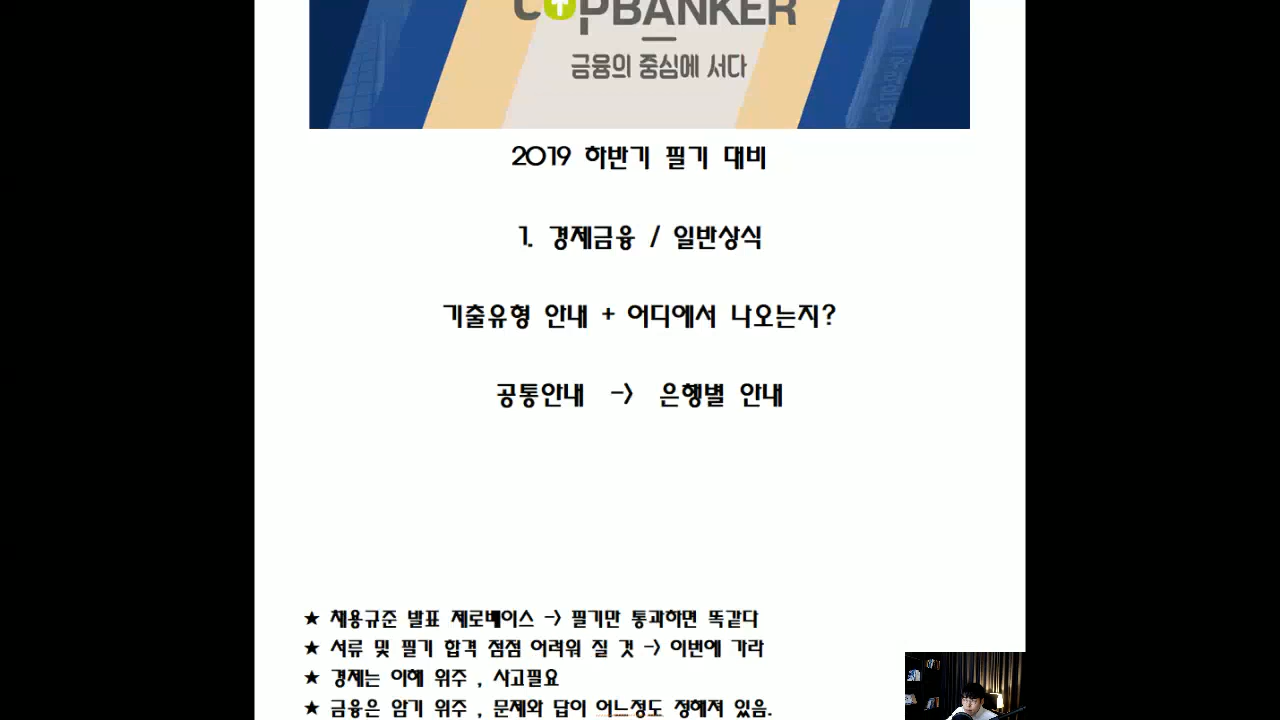 COPBANKER
금융의 중심에 서다
2019 하반기 필기 대비
1. 경제금융 / 일반상식
기출유형 안내 + 어디에서 나오는지?
공통안내 -> 은행별 안내
★ 채용규준 발표 제로베이스 -> 필기만 통과하면 똑같다
★ 서류 및 필기 합격 점점 어려워 질 것 -> 이번에 가라
★ 경제는 이해 위주 , 사고필요
★ 금융은 암기 위주 , 문제와 답이 어느정도 정해져 있음.